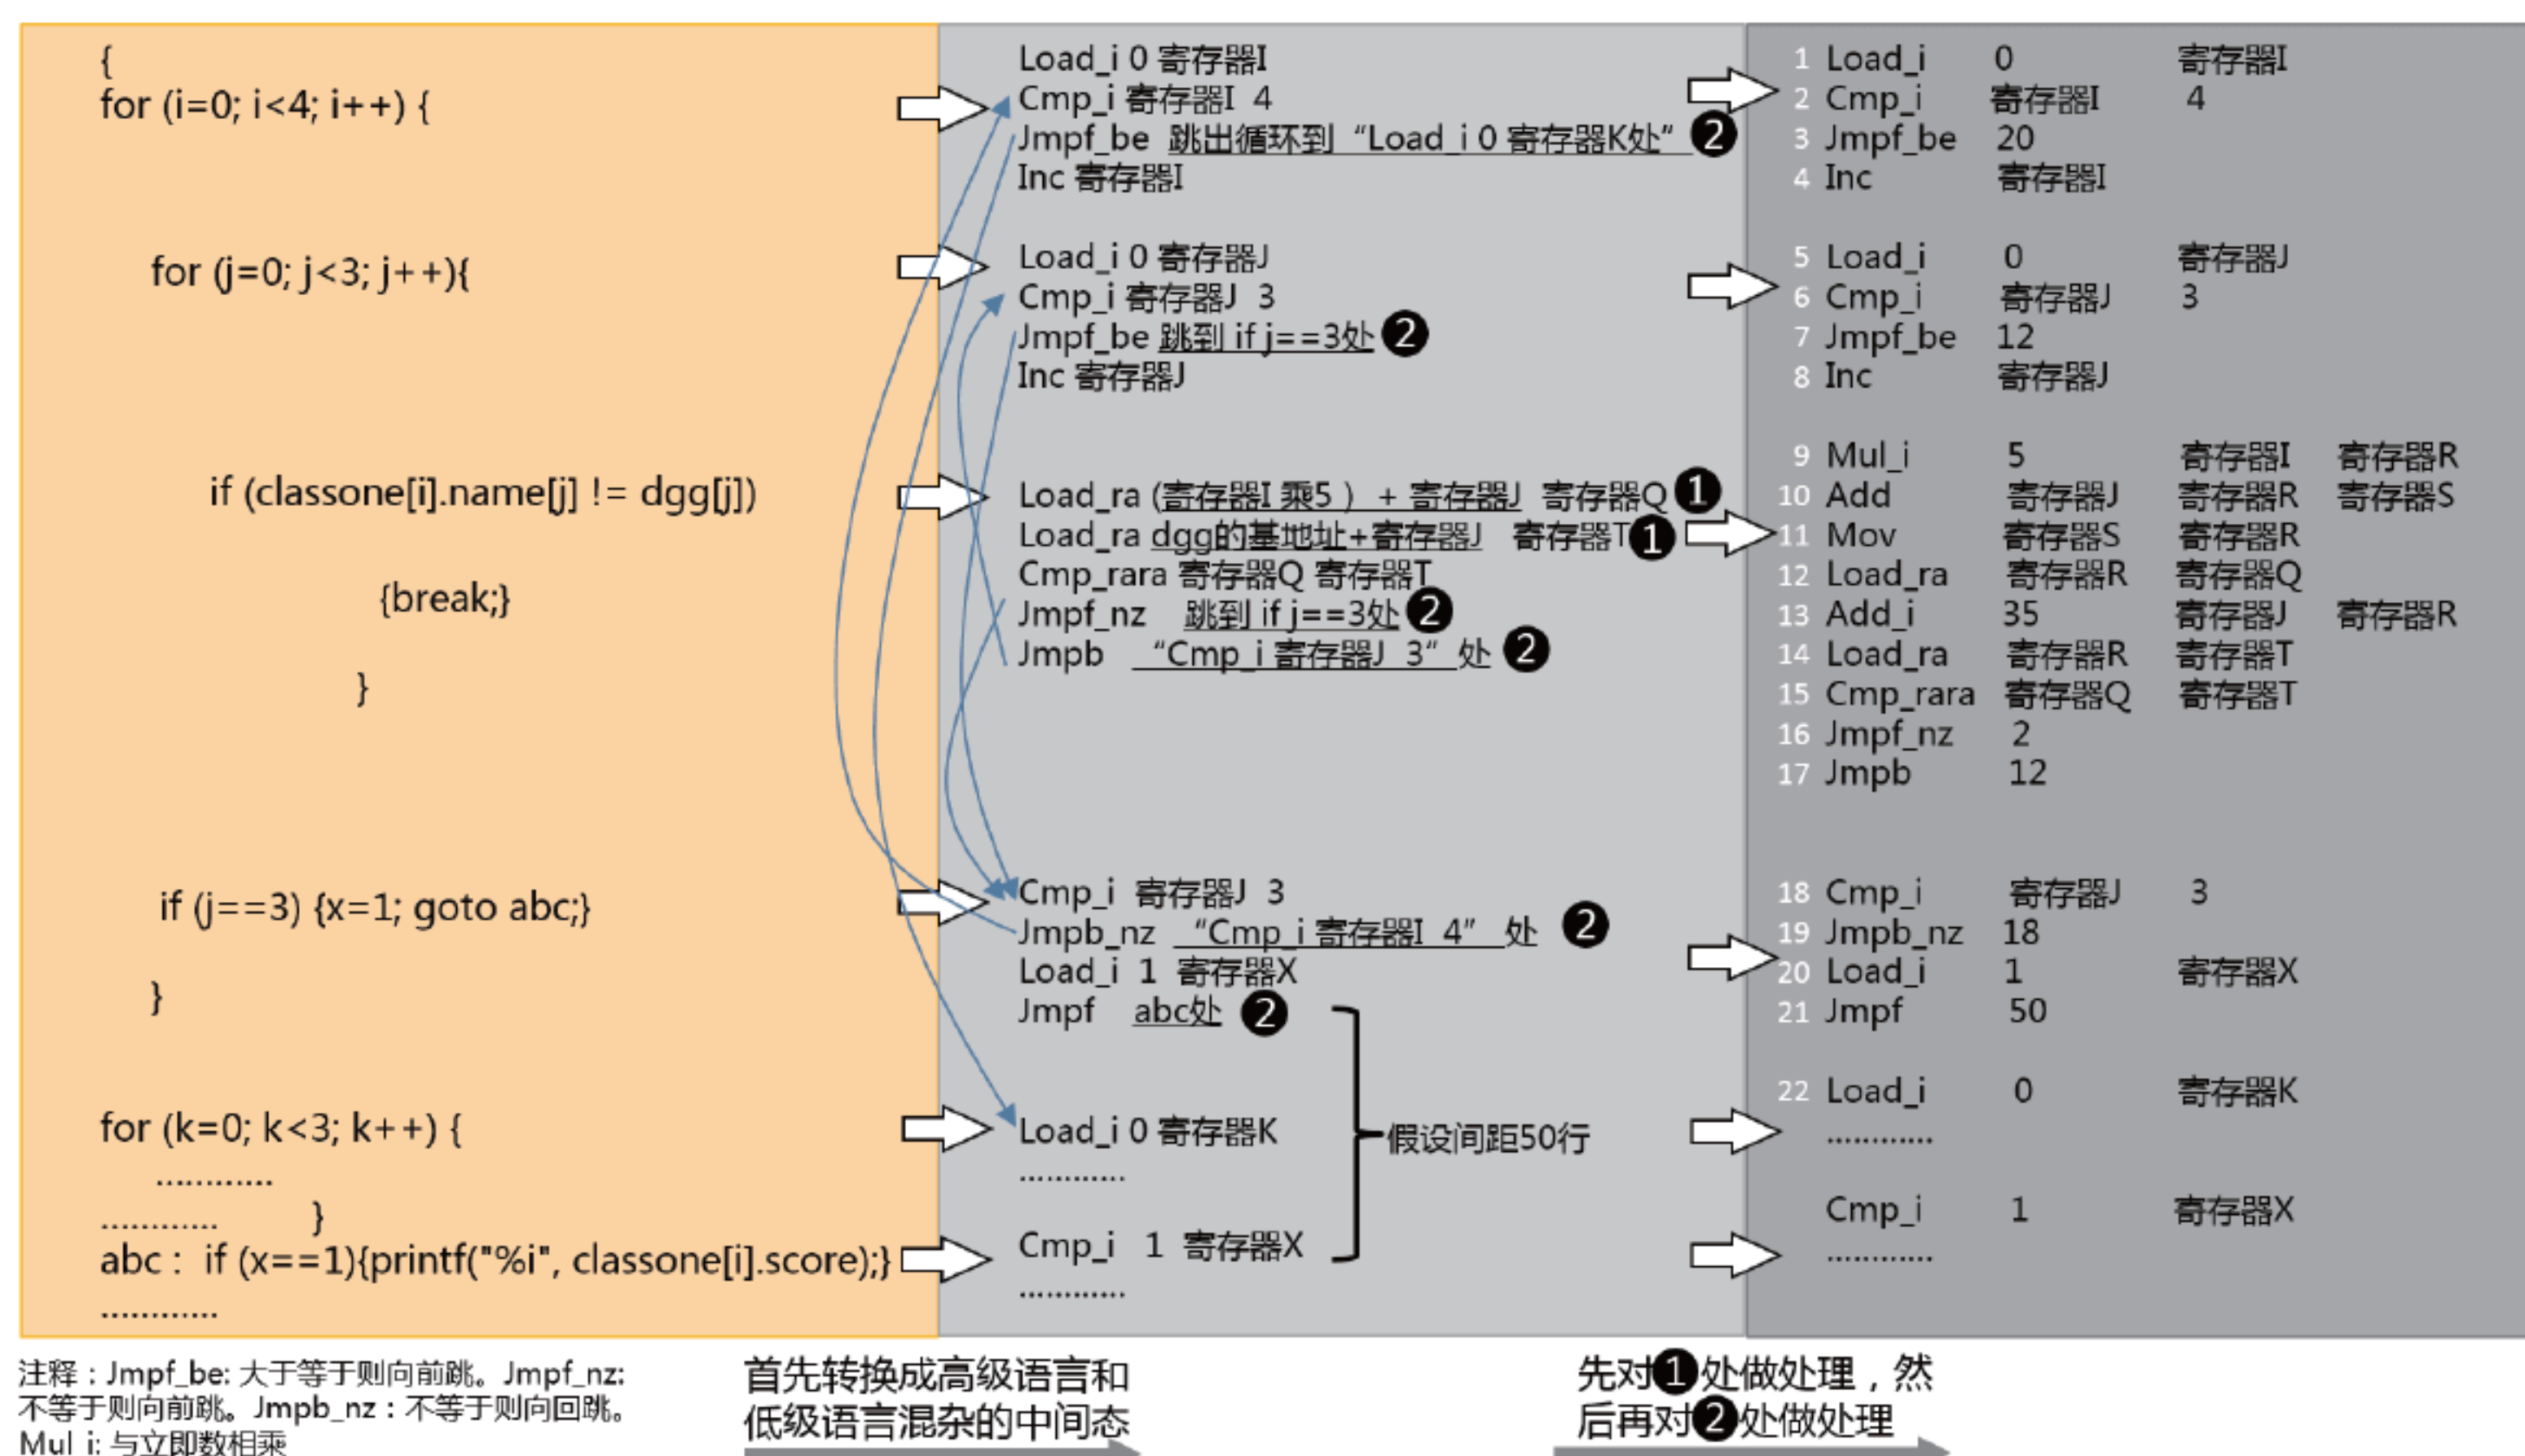 {
for (i=0; i<4; i++) {
for (j=0; j<3; j++){
if (classone[i].name[j] != dgg[j])
{break;}
}
if (j==3) {x=1; goto abc;}
}
for (k=0; k<3; k++) {
............
............ }
abc : if (x==1){printf("%i", classone[i].score);}
............
Load_i 0 寄存器I
Cmp_i 寄存器I 4
Jmpf_be 跳出循环到“Load_i 0 寄存器K处” ❷
Inc 寄存器I
Load_i 0 寄存器J
Cmp_i 寄存器J 3
Jmpf_be 跳到 if j==3处 ❷
Inc 寄存器J
Load_ra (寄存器I 乘5 ) + 寄存器J 寄存器Q ❶
Load_ra dgg的基地址+寄存器J 寄存器T ❶
Cmp_rara 寄存器Q 寄存器T
Jmpf_nz 跳到 if j==3处 ❷
Jmpb “Cmp_i 寄存器J 3” 处 ❷
Cmp_i 寄存器J 3
Jmpb_nz “Cmp_i 寄存器I 4” 处 ❷
Load_i 1 寄存器X
Jmpf abc处 ❷
Load_i 0 寄存器K
............
假设间距50行
Cmp_i 1 寄存器X
............
1 Load_i 0 寄存器I
2 Cmp_i 寄存器I 4
3 Jmpf_be 20
4 Inc 寄存器I
5 Load_i 0 寄存器J
6 Cmp_i 寄存器J 3
7 Jmpf_be 12
8 Inc 寄存器J
9 Mul_i 5 寄存器I 寄存器R
10 Add 寄存器J 寄存器R 寄存器S
11 Mov 寄存器S 寄存器R
12 Load_ra 寄存器R 寄存器Q
13 Add_i 35 寄存器J 寄存器R
14 Load_ra 寄存器R 寄存器T
15 Cmp_rara 寄存器Q 寄存器T
16 Jmpf_nz 2
17 Jmpb 12
18 Cmp_i 寄存器J 3
19 Jmpb_nz 18
20 Load_i 1 寄存器X
21 Jmpf 50
22 Load_i 0 寄存器K
............
Cmp_i 1 寄存器X
............
注释：Jmpf_be: 大于等于则向前跳。Jmpf_nz:
不等于则向前跳。Jmpb_nz：不等于则向回跳。
Mul_i: 与立即数相乘
首先转换成高级语言和
低级语言混杂的中间态
先对❶处做处理，然
后再对❷处做处理